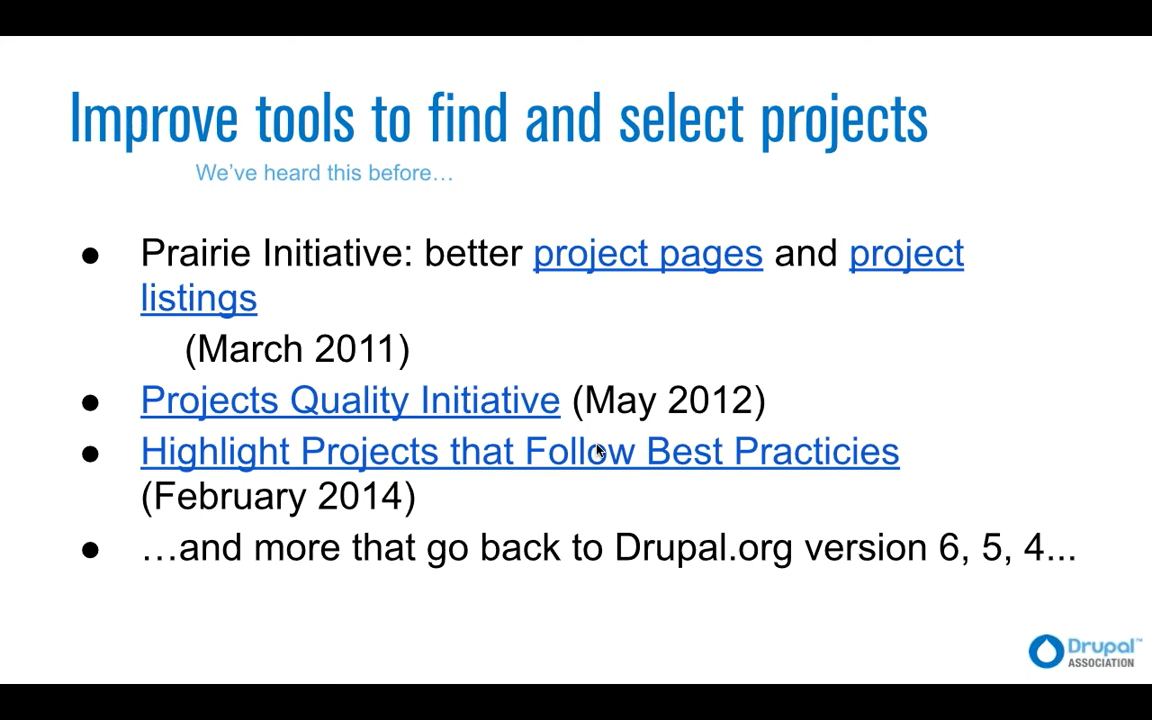 Improve tools to find and select projects
We've heard this before…
● Prairie Initiative: better project pages and project
listings
(March 2011)
● Projects Quality Initiative (May 2012)
● Highlight Projects that Follow Best Practicies
(February 2014)
● …and more that go back to Drupal.org version 6, 5, 4...
Drupal™
ASSOCIATION